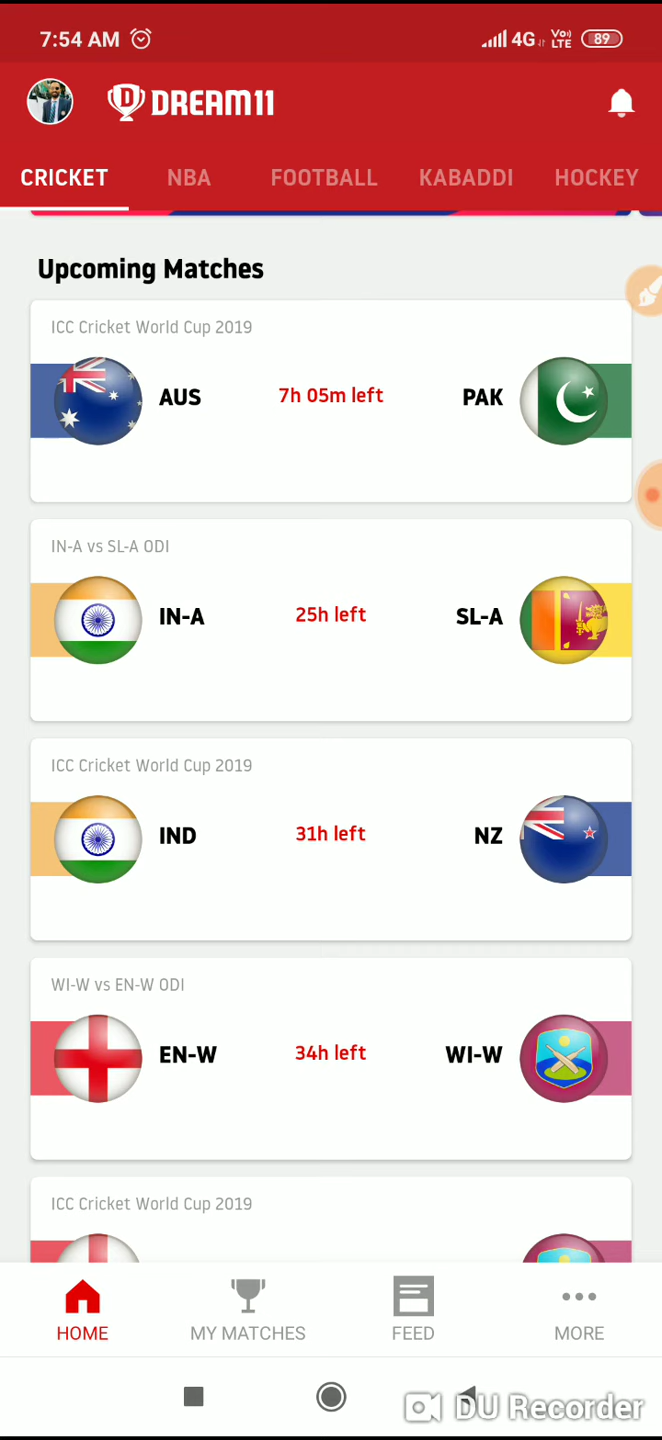 7:54 AM 4G Vo) LTE 89
DREAM11
CRICKET NBA FOOTBALL KABADDI HOCKEY
Upcoming Matches
ICC Cricket World Cup 2019
AUS 7h 05m left PAK
IN-A vs SL-A ODI
IN-A 25h left SL-A
ICC Cricket World Cup 2019
IND 31h left NZ
WI-W vs EN-W ODI
EN-W 34h left WI-W
ICC Cricket World Cup 2019
HOME MY MATCHES FEED MORE
DU Recorder